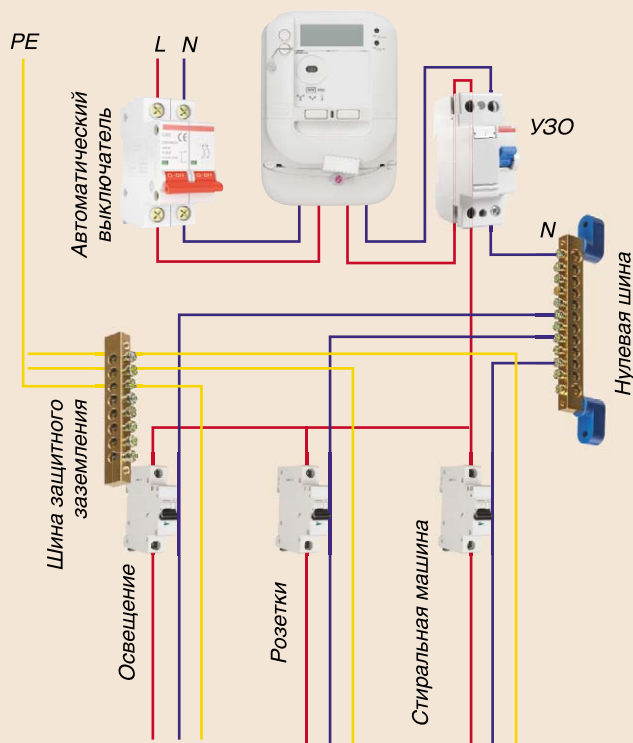 PE
L
N
УЗО
Автоматический
выключатель
N
Нулевая шина
Шина защитного
заземления
Освещение
Розетки
Стиральная машина